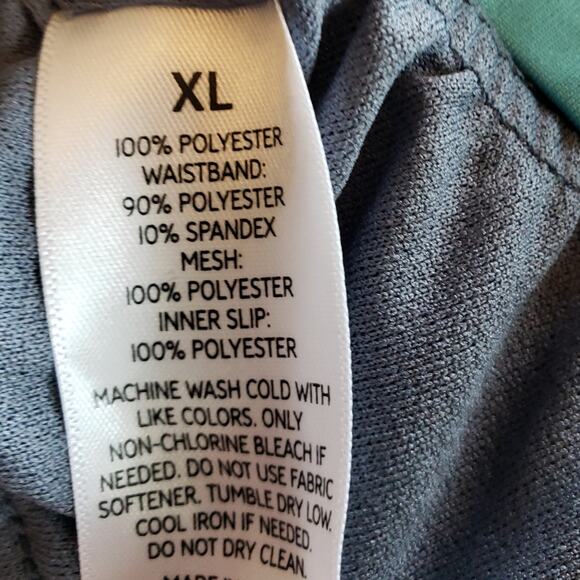 XL
100% POLYESTER
WAISTBAND:
90% POLYESTER
10% SPANDEX
MESH:
100% POLYESTER
INNER SLIP:
100% POLYESTER
MACHINE WASH COLD WITH
LIKE COLORS. ONLY
NON-CHLORINE BLEACH IF
NEEDED. DO NOT USE FABRIC
SOFTENER. TUMBLE DRY LOW.
COOL IRON IF NEEDED.
DO NOT DRY CLEAN.
MADE